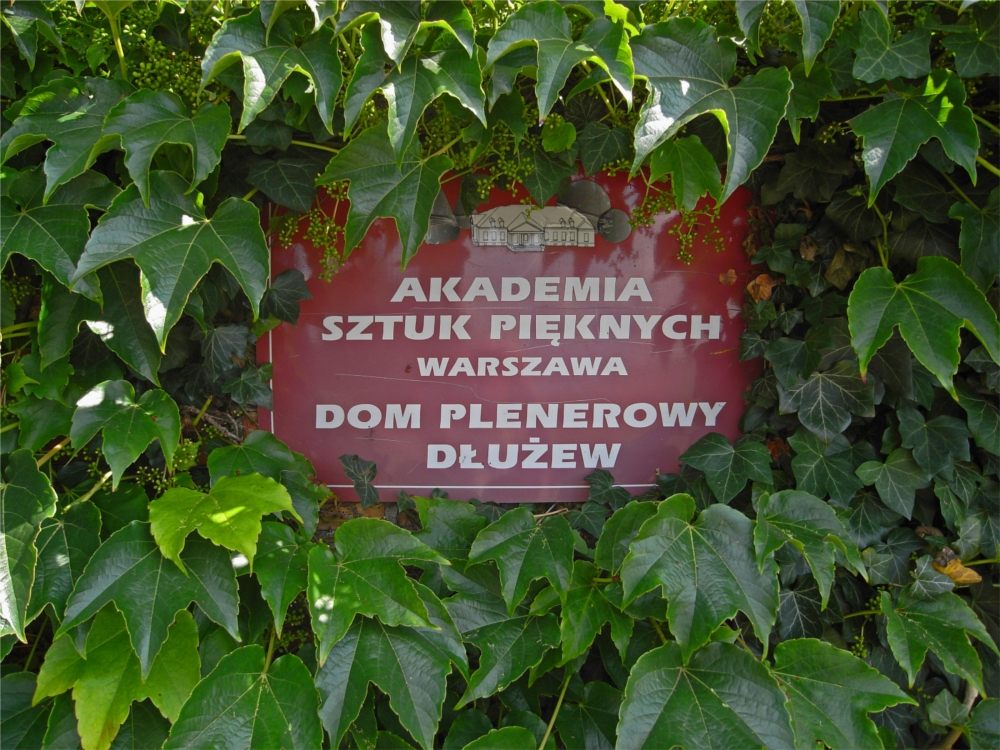 AKADEMIA
SZTUK PIĘKNYCH
WARSZAWA
DOM PLENEROWY
DŁUŻEW